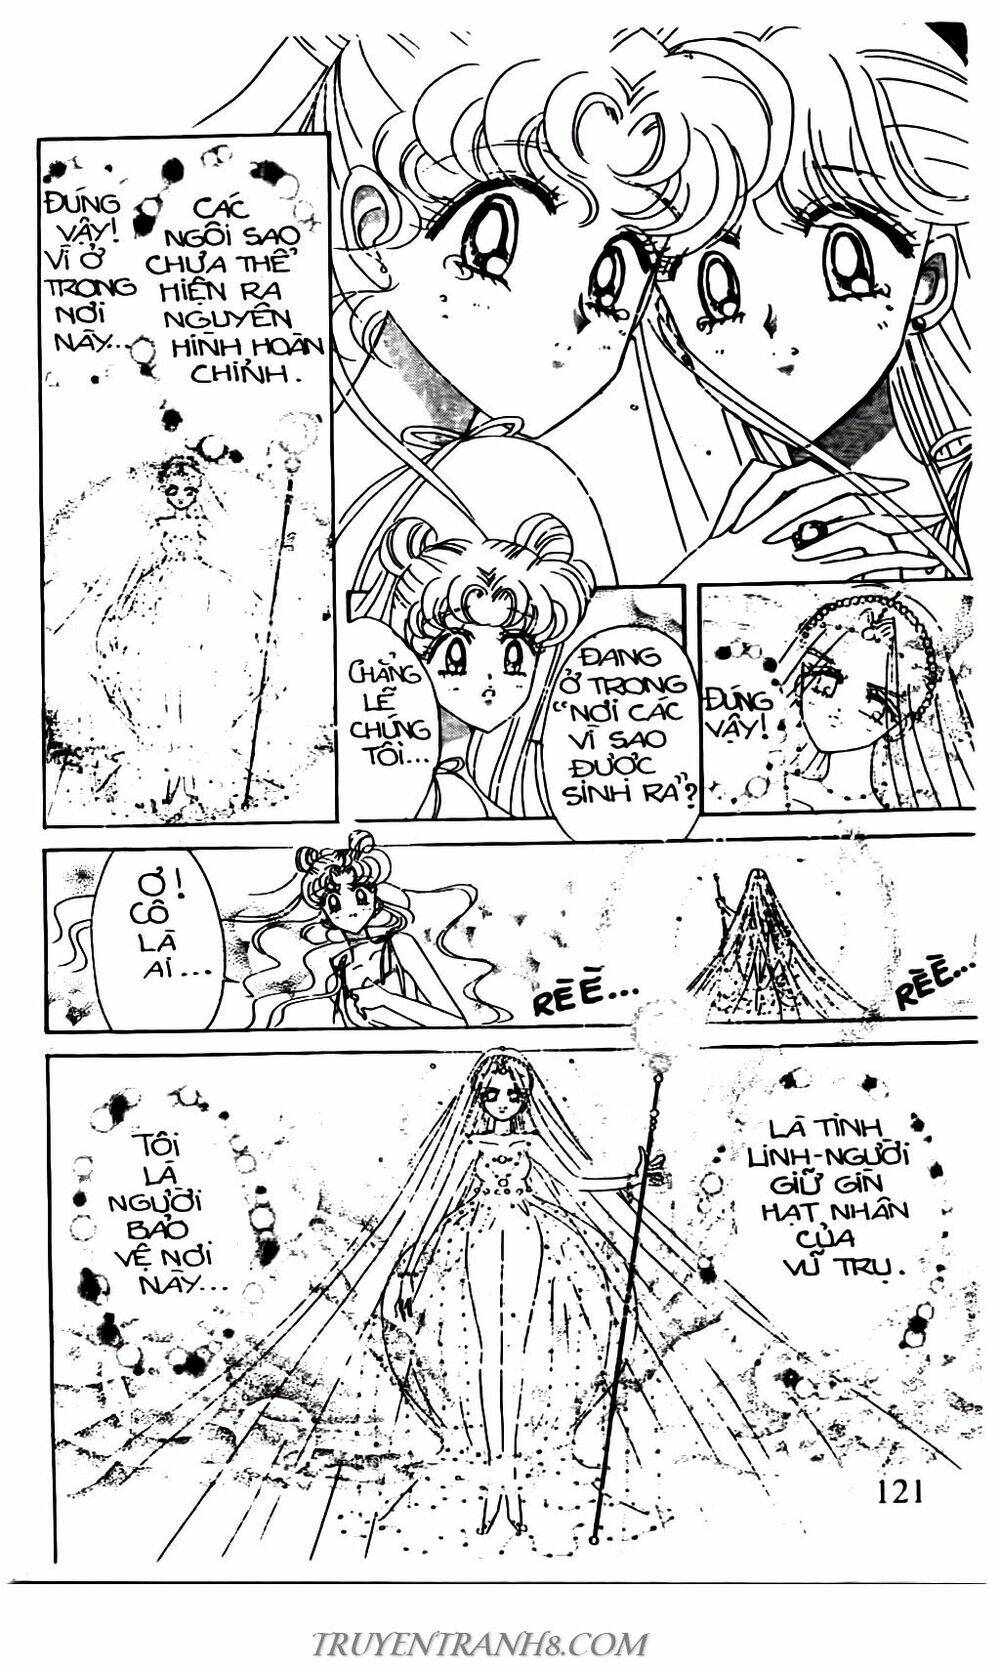 ĐÚNG
VẬY!
VÌ Ở
TRONG
NƠI
NÀY...
CÁC
NGÔI SAO
CHƯA THỂ
HIỆN RA
NGUYÊN
HÌNH HOÀN
CHỈNH.
CHẲNG
LẼ
CHÚNG
TÔI...
ĐANG
Ở TRONG
"NƠI CÁC
VÌ SAO
ĐƯỢC
SINH RA"?
ĐÚNG
VẬY!
Ơ!
CÔ
LÀ
AI...
RÈÈ...
RÈÈ...
TÔI
LÀ
NGƯỜI
BẢO
VỆ NƠI
NÀY...
LÀ TINH
LINH-NGƯỜI
GIỮ GÌN
HẠT NHÂN
CỦA
VŨ TRỤ.
121
TRUYENTRANH8.COM